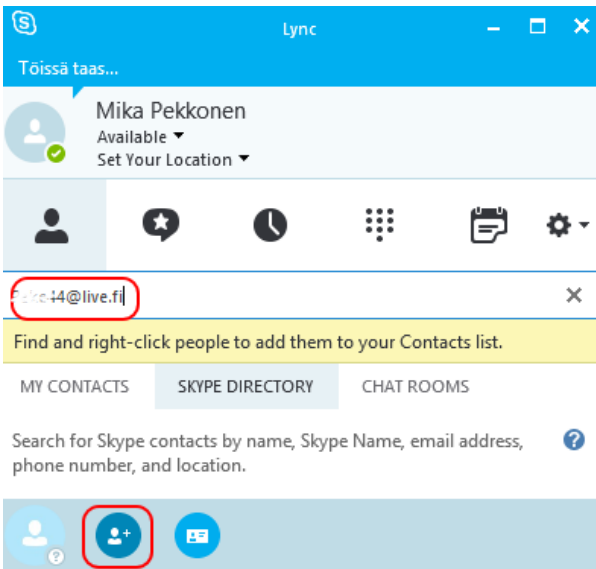 Lync
Töissä taas...
Mika Pekkonen
Available
Set Your Location
44@live.fi
Find and right-click people to add them to your Contacts list.
MY CONTACTS SKYPE DIRECTORY CHAT ROOMS
Search for Skype contacts by name, Skype Name, email address,
phone number, and location.